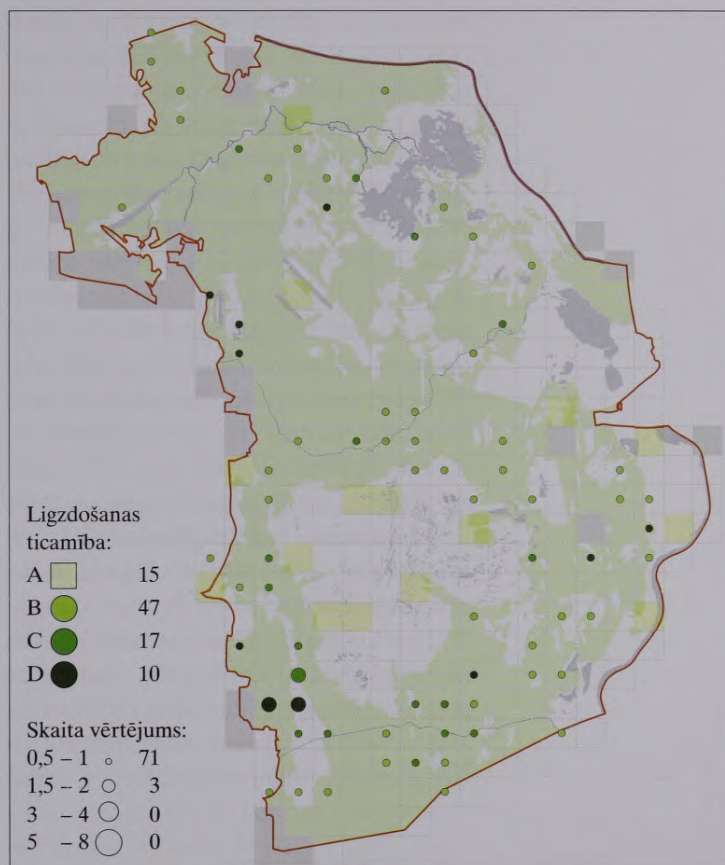 Ligzdošanas
ticamība:
A 15
B 47
C 17
D 10
Skaita vērtējums:
0,5 – 1 71
1,5 – 2 3
3 – 4 0
5 – 8 0